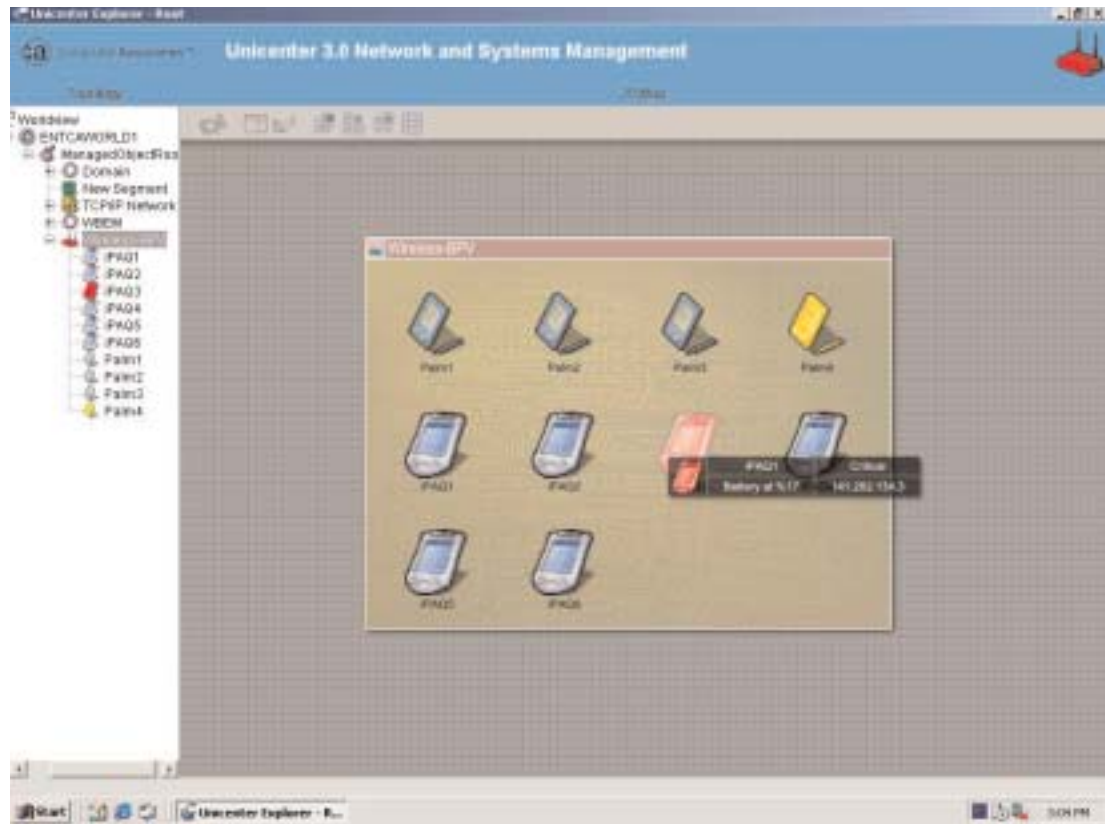 Unicenter Explorer - Root
Unicenter 3.0 Network and Systems Management
Topology
Worldview
ENTCAWORLD1
ManagedObjectRoo
Domain
New Segment
TCP/IP Network
WBEM
iPAQ1
iPAQ2
iPAQ3
iPAQ4
iPAQ5
iPAQ6
Palm1
Palm2
Palm3
Palm4
Wireless-BPV
Palm1
Palm2
Palm3
Palm4
iPAQ1
iPAQ2
Critical
Battery at %17
iPAQ5
iPAQ6
Start
Unicenter Explorer - R...